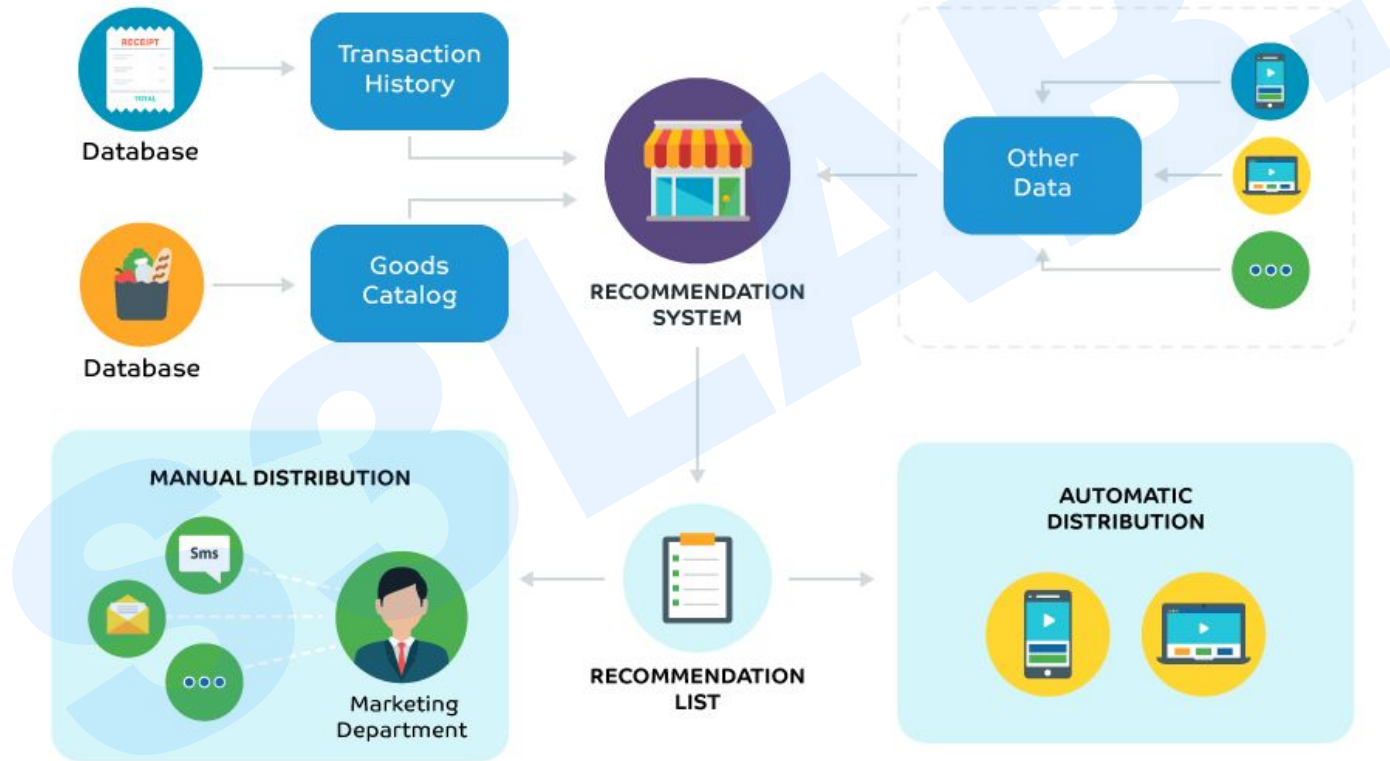 RECEIPT
TOTAL
Database
Transaction
History
Database
Goods
Catalog
RECOMMENDATION
SYSTEM
Other
Data
MANUAL DISTRIBUTION
Sms
Marketing
Department
RECOMMENDATION
LIST
AUTOMATIC
DISTRIBUTION
S3LAB.